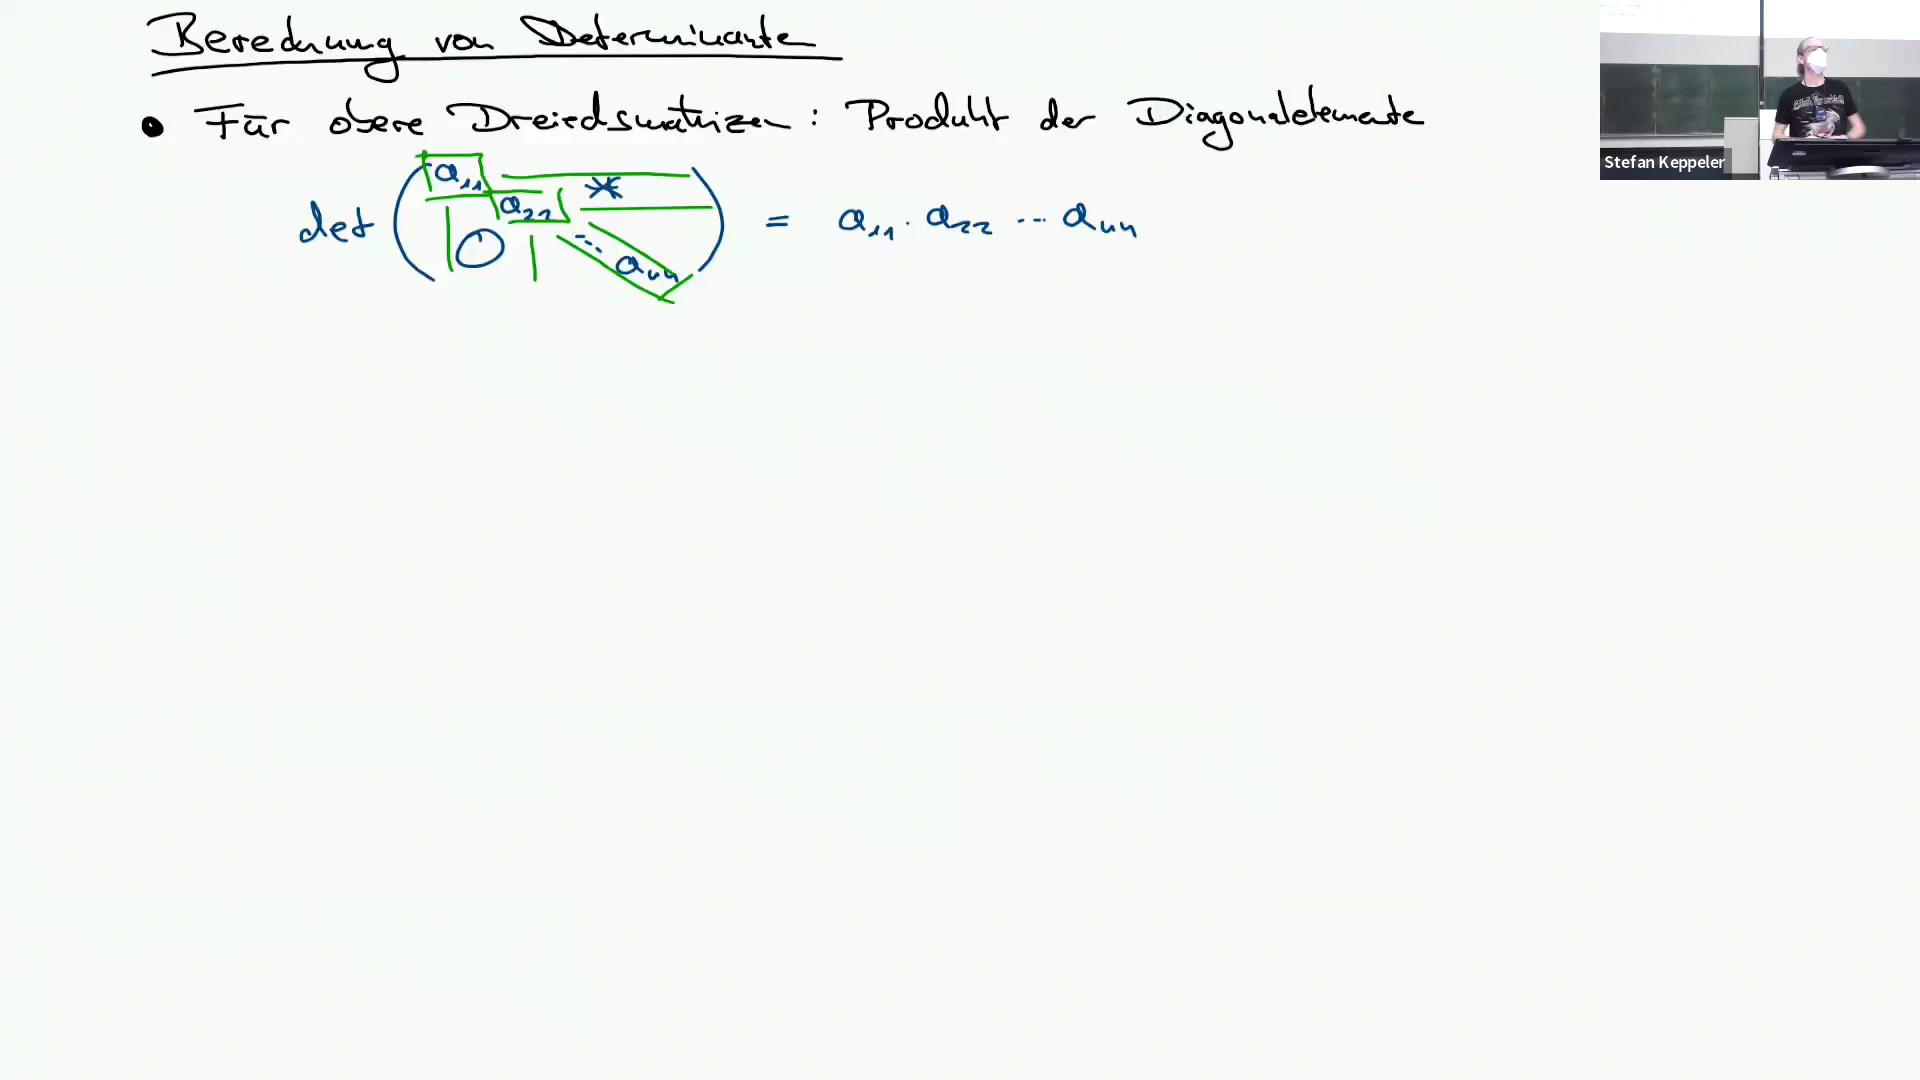 Berechnung von Determinante
• Für obere Dreiecksmatrizen: Produkt der Diagonalelemente
det ( a₁₁ a₂₂ * 0 ⋱ aₙₙ ) = a₁₁ · a₂₂ ⋯ aₙₙ
Stefan Keppeler